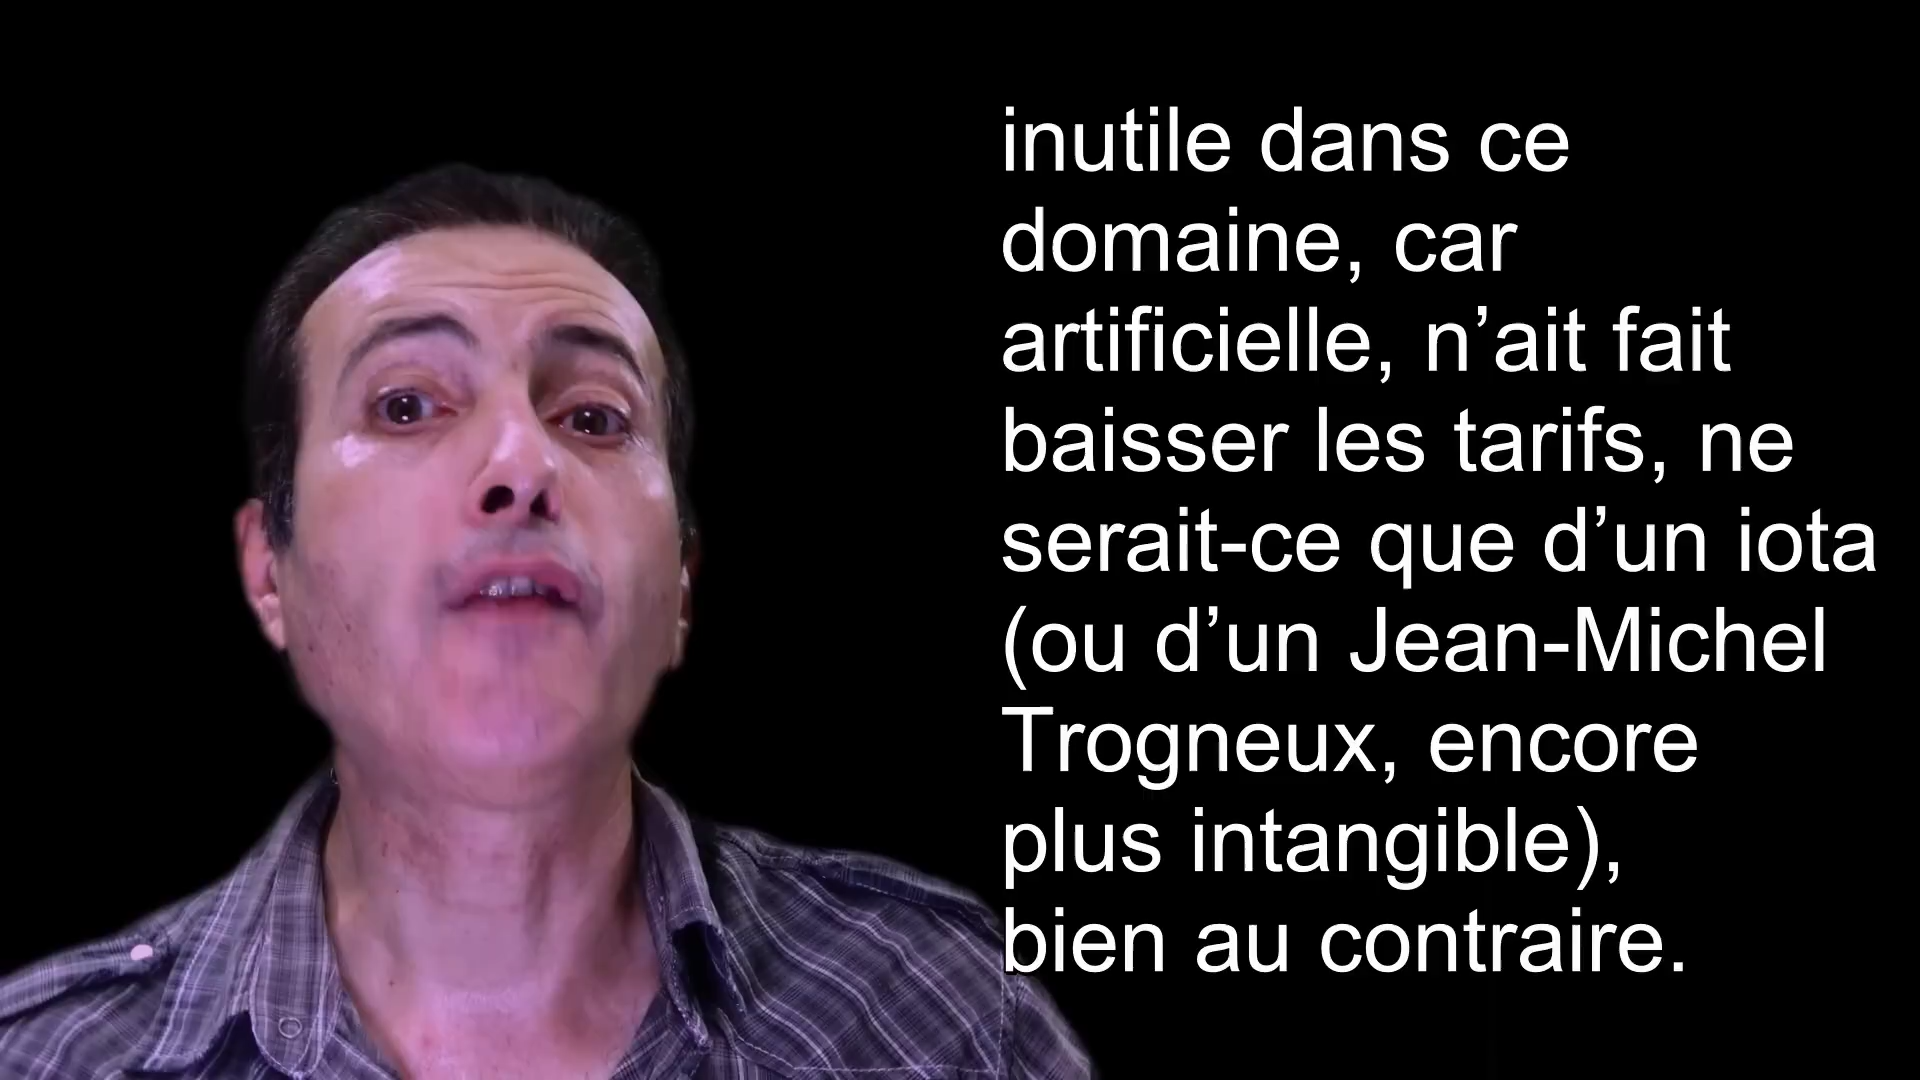 inutile dans ce
domaine, car
artificielle, n’ait fait
baisser les tarifs, ne
serait-ce que d’un iota
(ou d’un Jean-Michel
Trogneux, encore
plus intangible),
bien au contraire.